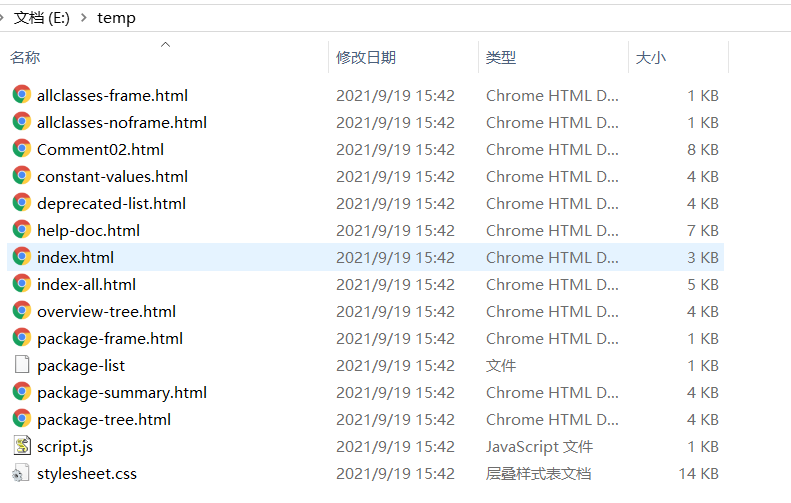 文档 (E:) > temp
名称 修改日期 类型 大小
allclasses-frame.html 2021/9/19 15:42 Chrome HTML D... 1 KB
allclasses-noframe.html 2021/9/19 15:42 Chrome HTML D... 1 KB
Comment02.html 2021/9/19 15:42 Chrome HTML D... 8 KB
constant-values.html 2021/9/19 15:42 Chrome HTML D... 4 KB
deprecated-list.html 2021/9/19 15:42 Chrome HTML D... 4 KB
help-doc.html 2021/9/19 15:42 Chrome HTML D... 7 KB
index.html 2021/9/19 15:42 Chrome HTML D... 3 KB
index-all.html 2021/9/19 15:42 Chrome HTML D... 5 KB
overview-tree.html 2021/9/19 15:42 Chrome HTML D... 4 KB
package-frame.html 2021/9/19 15:42 Chrome HTML D... 1 KB
package-list 2021/9/19 15:42 文件 1 KB
package-summary.html 2021/9/19 15:42 Chrome HTML D... 4 KB
package-tree.html 2021/9/19 15:42 Chrome HTML D... 4 KB
script.js 2021/9/19 15:42 JavaScript 文件 1 KB
stylesheet.css 2021/9/19 15:42 层叠样式表文档 14 KB